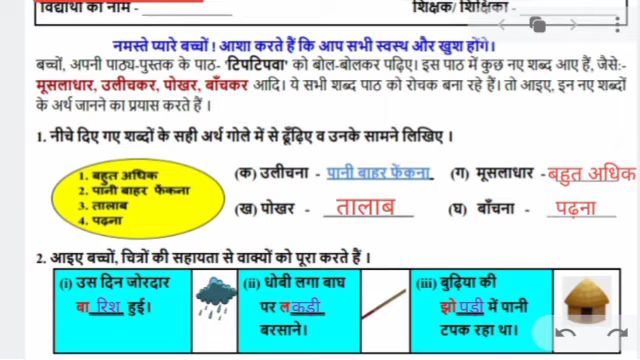 विद्यार्थी का नाम - शिक्षक/ शिक्षिका -
नमस्ते प्यारे बच्चों ! आशा करते हैं कि आप सभी स्वस्थ और खुश होंगे।
बच्चों, अपनी पाठ्य-पुस्तक के पाठ- 'टिपटिपवा' को बोल-बोलकर पढ़िए। इस पाठ में कुछ नए शब्द आए हैं, जैसे:-
मूसलाधार, उलीचकर, पोखर, बाँचकर आदि। ये सभी शब्द पाठ को रोचक बना रहे हैं। तो आइए, इन नए शब्दों
के अर्थ जानने का प्रयास करते हैं ।
1. नीचे दिए गए शब्दों के सही अर्थ गोले में से ढूँढ़िए व उनके सामने लिखिए ।
1. बहुत अधिक
2. पानी बाहर फेंकना
3. तालाब
4. पढ़ना
(क) उलीचना - पानी बाहर फेंकना (ग) मूसलाधार -बहुत अधिक
(ख) पोखर - तालाब (घ) बाँचना - पढ़ना
2. आइए बच्चों, चित्रों की सहायता से वाक्यों को पूरा करते हैं ।
(i) उस दिन जोरदार
वा रिश हुई।
(ii) धोबी लगा बाघ
पर लकडी
बरसाने।
(iii) बुढ़िया की
झो पडी में पानी
टपक रहा था।